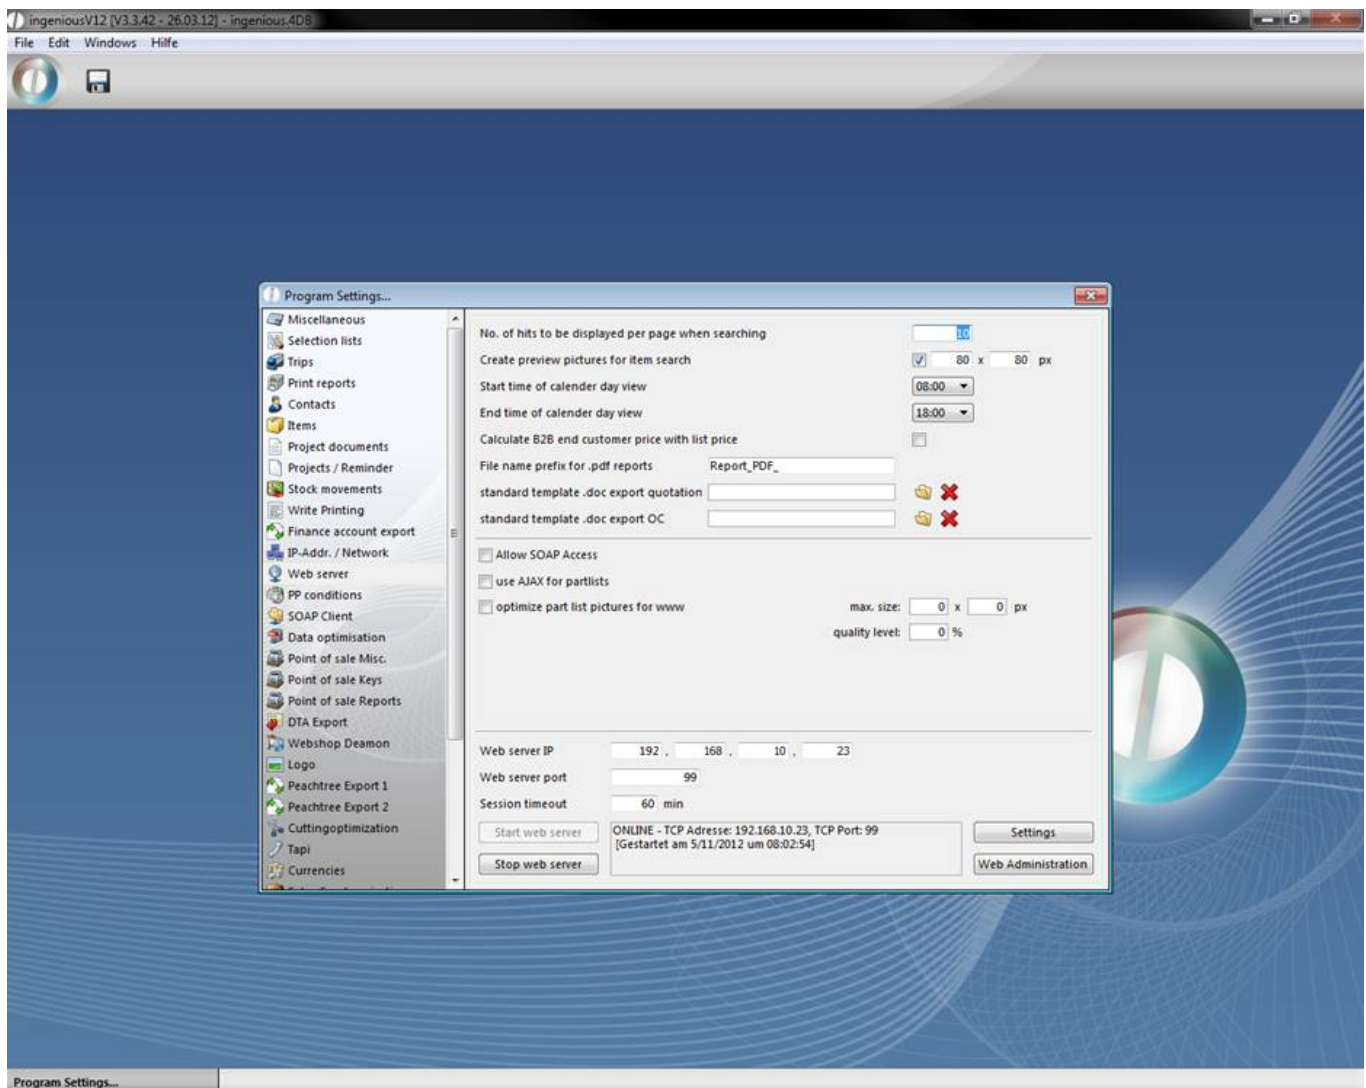 ingeniousV12 [V3.3.42 - 26.03.12] - ingenious.4DB
File Edit Windows Hilfe
Program Settings...
Miscellaneous
Selection lists
Trips
Print reports
Contacts
Items
Project documents
Projects / Reminder
Stock movements
Write Printing
Finance account export
IP-Addr. / Network
Web server
PP conditions
SOAP Client
Data optimisation
Point of sale Misc.
Point of sale Keys
Point of sale Reports
DTA Export
Webshop Deamon
Logo
Peachtree Export 1
Peachtree Export 2
Cuttingoptimization
Tapi
Currencies
No. of hits to be displayed per page when searching 10
Create preview pictures for item search 80 x 80 px
Start time of calender day view 08:00
End time of calender day view 18:00
Calculate B2B end customer price with list price
File name prefix for .pdf reports Report_PDF_
standard template .doc export quotation
standard template .doc export OC
Allow SOAP Access
use AJAX for partlists
optimize part list pictures for www max. size: 0 x 0 px
quality level: 0 %
Web server IP 192 . 168 . 10 . 23
Web server port 99
Session timeout 60 min
Start web server
ONLINE - TCP Adresse: 192.168.10.23, TCP Port: 99
[Gestartet am 5/11/2012 um 08:02:54]
Settings
Stop web server
Web Administration
Program Settings...